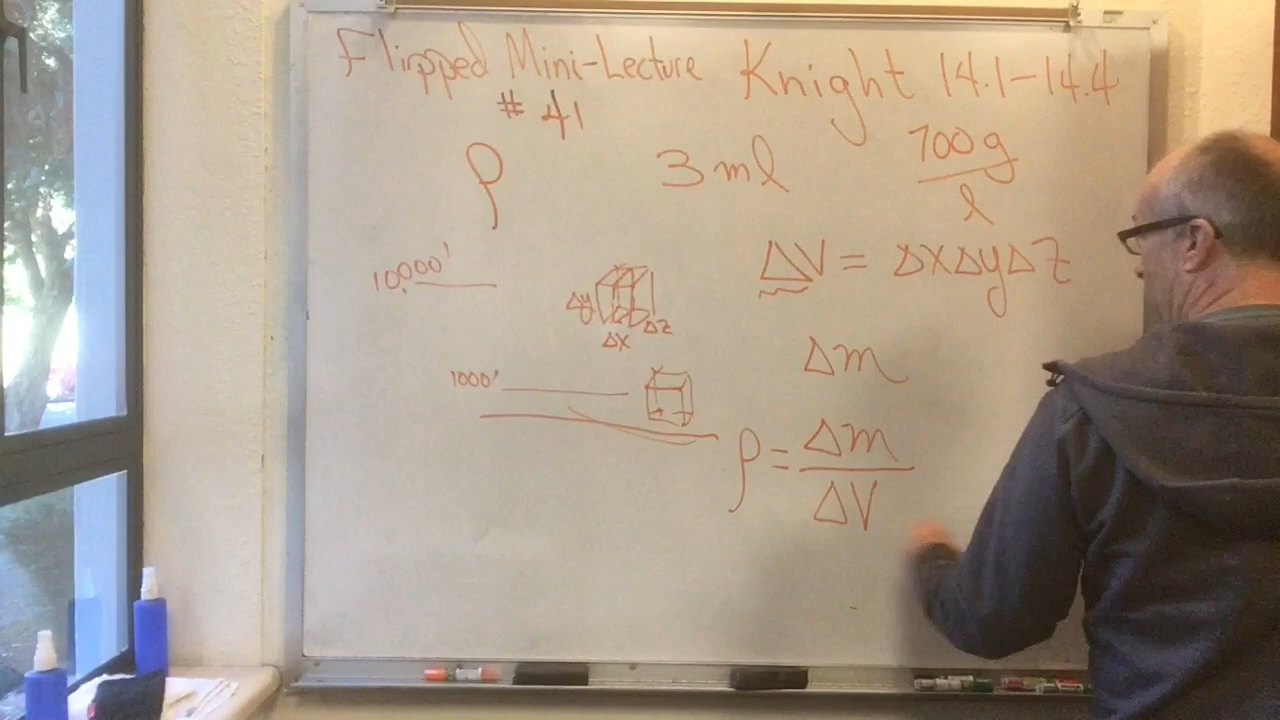 Flipped Mini-Lecture Knight 14.1-14.4
# 41
ρ 3 ml 700 g / l
10,000'
ΔV = ΔxΔyΔz
Δy
Δz
Δx
Δm
1000'
ρ = Δm / ΔV